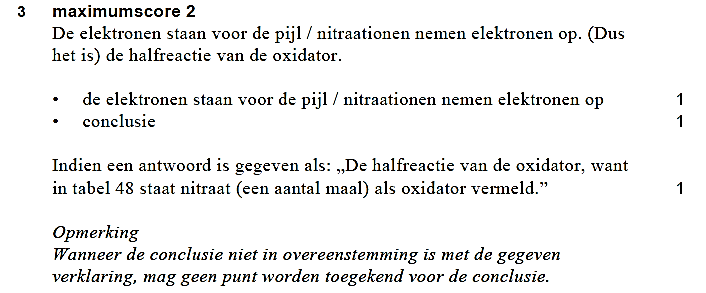 3 maximumscore 2
De elektronen staan voor de pijl / nitraationen nemen elektronen op. (Dus
het is) de halfreactie van de oxidator.
• de elektronen staan voor de pijl / nitraationen nemen elektronen op 1
• conclusie 1
Indien een antwoord is gegeven als: „De halfreactie van de oxidator, want
in tabel 48 staat nitraat (een aantal maal) als oxidator vermeld.” 1
Opmerking
Wanneer de conclusie niet in overeenstemming is met de gegeven
verklaring, mag geen punt worden toegekend voor de conclusie.